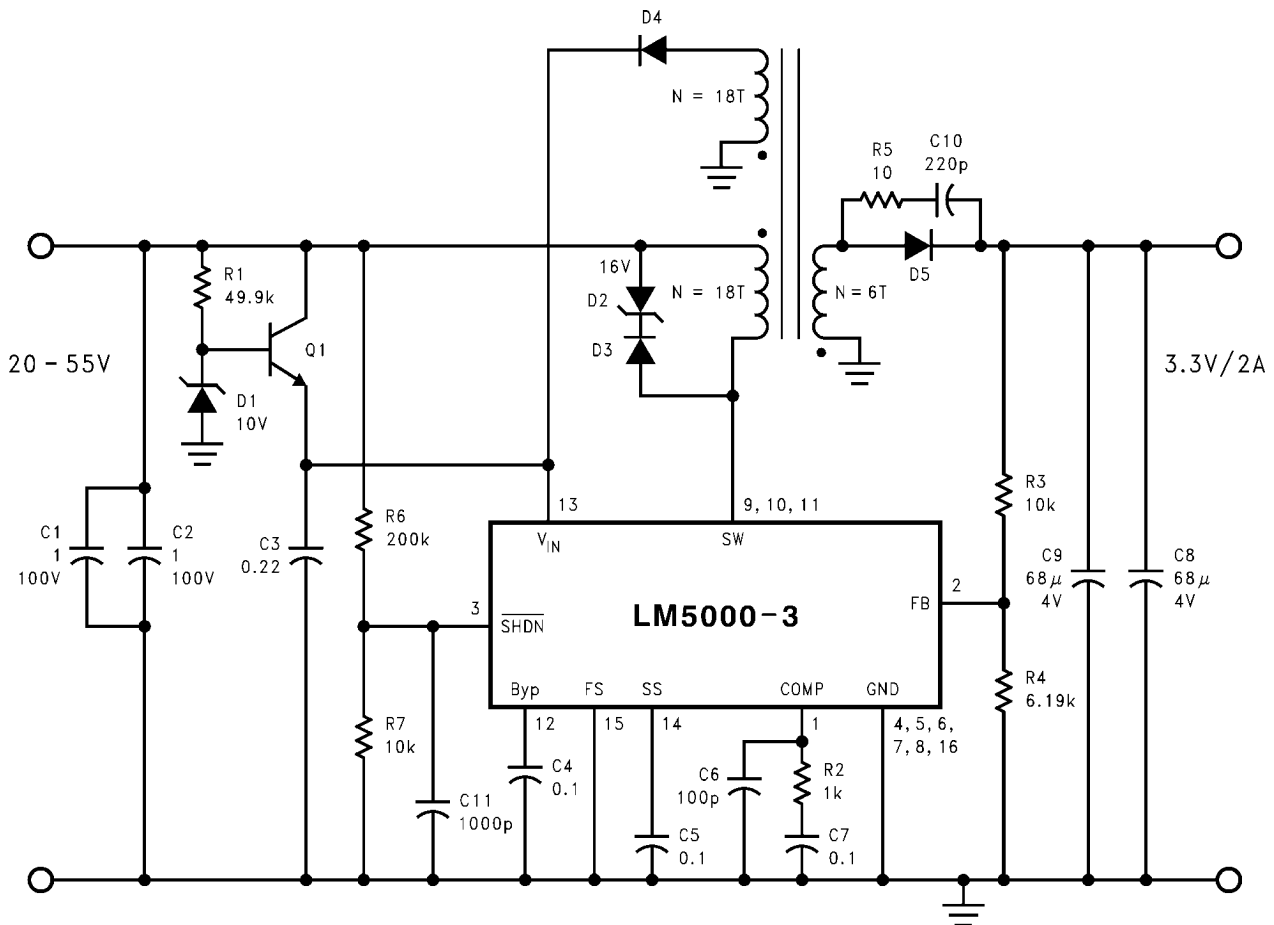 D4
N = 18T
R5
10
C10
220p
R1
49.9k
16V
D2
N = 18T
N = 6T
D5
20-55V
Q1
D3
3.3V/2A
D1
10V
R3
10k
13
9, 10, 11
C1
1
100V
C2
1
100V
C3
0.22
R6
200k
VIN
SW
C9
68μ
4V
C8
68μ
4V
3
SHDN
LM5000-3
FB
2
R4
6.19k
Byp
FS
SS
COMP
GND
R7
10k
12
15
14
1
4, 5, 6,
7, 8, 16
C4
0.1
C6
100p
R2
1k
C11
1000p
C5
0.1
C7
0.1